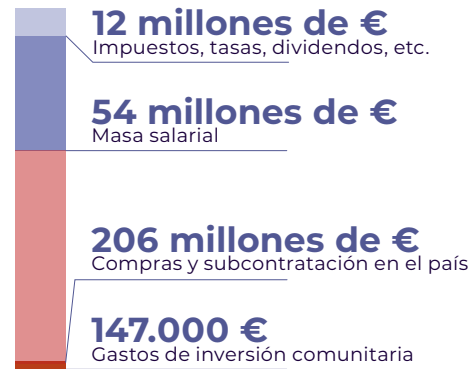 12 millones de €
Impuestos, tasas, dividendos, etc.
54 millones de €
Masa salarial
206 millones de €
Compras y subcontratación en el país
147.000 €
Gastos de inversión comunitaria